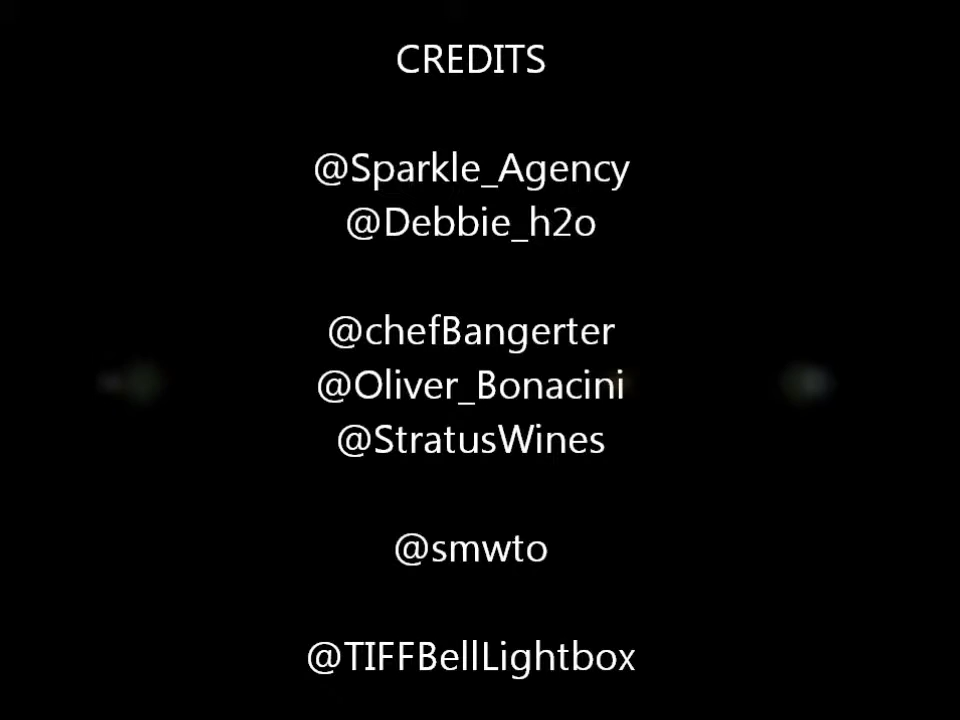 CREDITS
@Sparkle_Agency
@Debbie_h2o
@chefBangerter
@Oliver_Bonacini
@StratusWines
@smwto
@TIFFBellLightbox